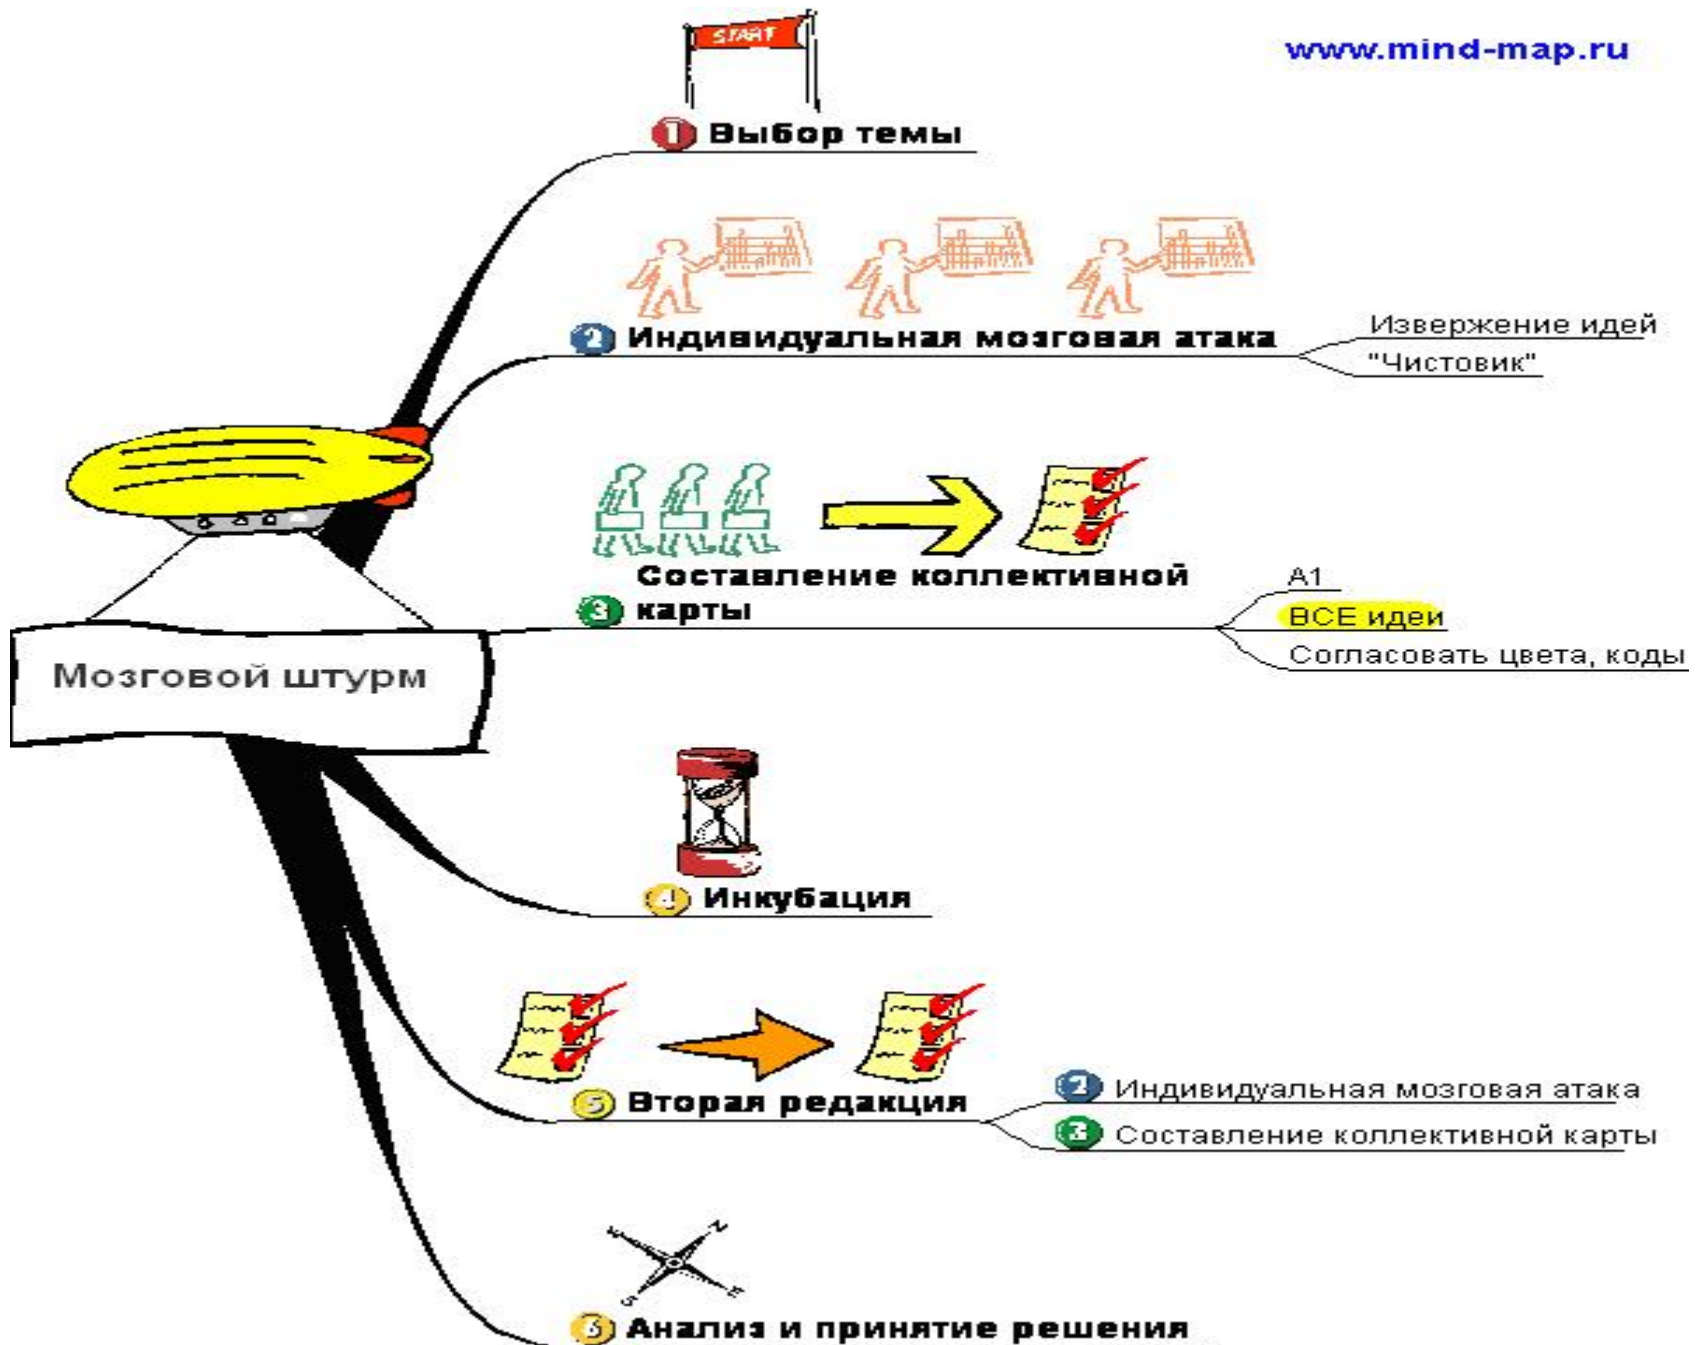 START
www.mind-map.ru
1 Выбор темы
2 Индивидуальная мозговая атака
Извержение идей
"Чистовик"
Составление коллективной
3 карты
А1
ВСЕ идеи
Согласовать цвета, коды
Мозговой штурм
4 Инкубация
5 Вторая редакция
2 Индивидуальная мозговая атака
3 Составление коллективной карты
N
S
E
6 Анализ и принятие решения